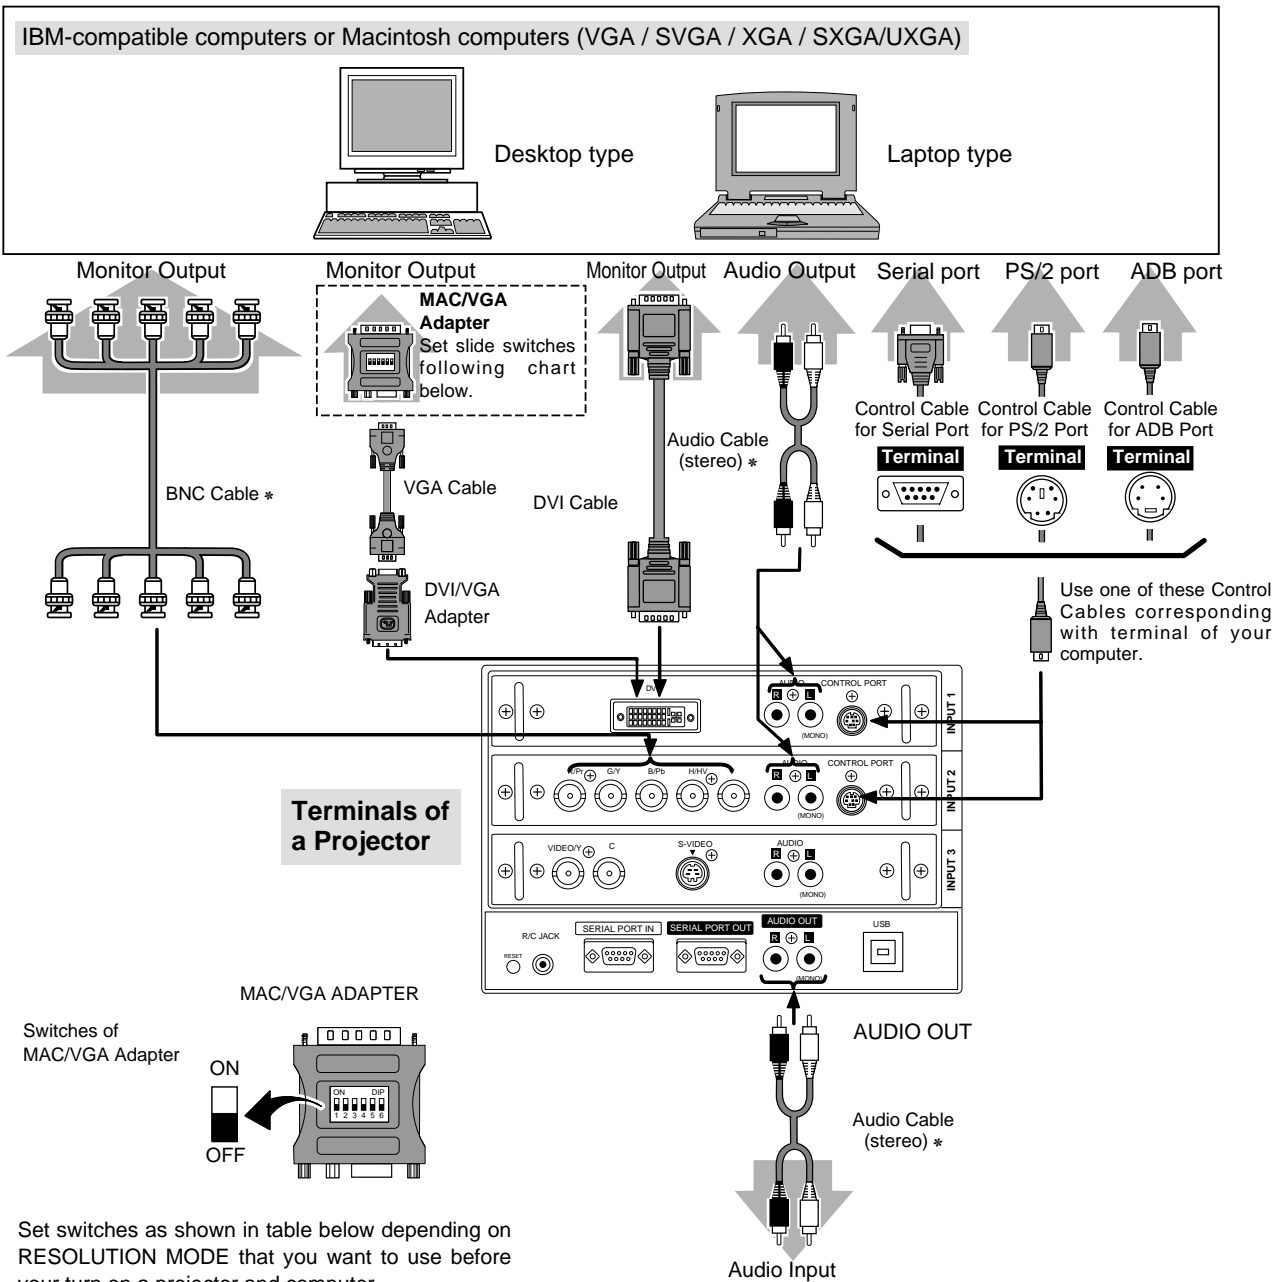 IBM-compatible computers or Macintosh computers (VGA / SVGA / XGA / SXGA/UXGA)
Desktop type
Laptop type
Monitor Output
Monitor Output
Monitor Output
Audio Output
Serial port
PS/2 port
ADB port
MAC/VGA
Adapter
Set slide switches
following chart
below.
Control Cable
for Serial Port
Control Cable
for PS/2 Port
Control Cable
for ADB Port
Terminal
Terminal
Terminal
Audio Cable
(stereo) *
BNC Cable *
VGA Cable
DVI Cable
DVI/VGA
Adapter
Use one of these Control
Cables corresponding
with terminal of your
computer.
AUDIO
R L
(MONO)
CONTROL PORT
INPUT 1
G/Y
B/Pb
H/HV
R L
(MONO)
CONTROL PORT
INPUT 2
Terminals of
a Projector
VIDEO/Y
C
S-VIDEO
AUDIO
R L
(MONO)
INPUT 3
R/C JACK
RESET
SERIAL PORT IN
SERIAL PORT OUT
AUDIO OUT
R L
(MONO)
USB
MAC/VGA ADAPTER
Switches of
MAC/VGA Adapter
ON
OFF
ON DIP
1 2 3 4 5 6
AUDIO OUT
Audio Cable
(stereo) *
Set switches as shown in table below depending on
RESOLUTION MODE that you want to use before
your turn on a projector and computer.
Audio Input